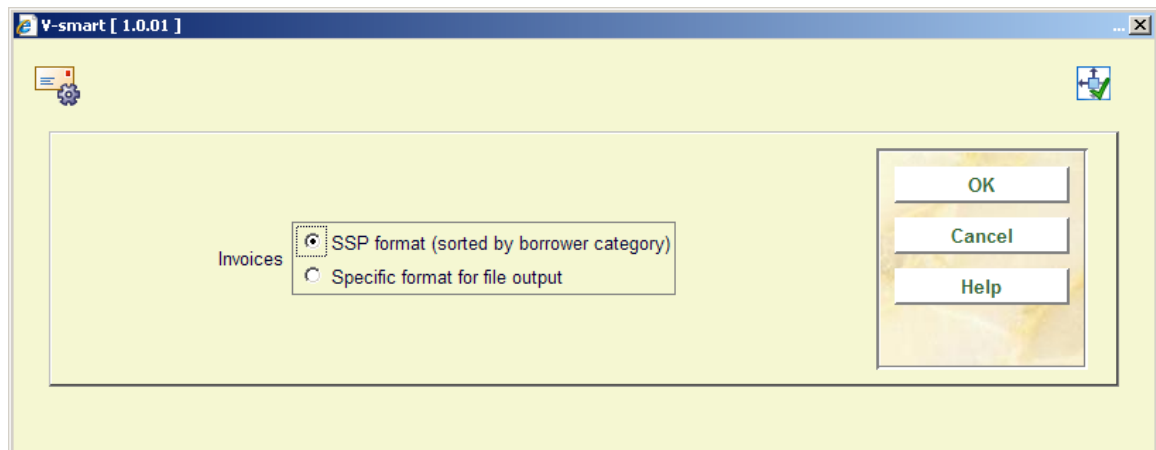 V-smart [ 1.0.01 ]
...
OK
SSP format (sorted by borrower category)
Cancel
Invoices
Specific format for file output
Help